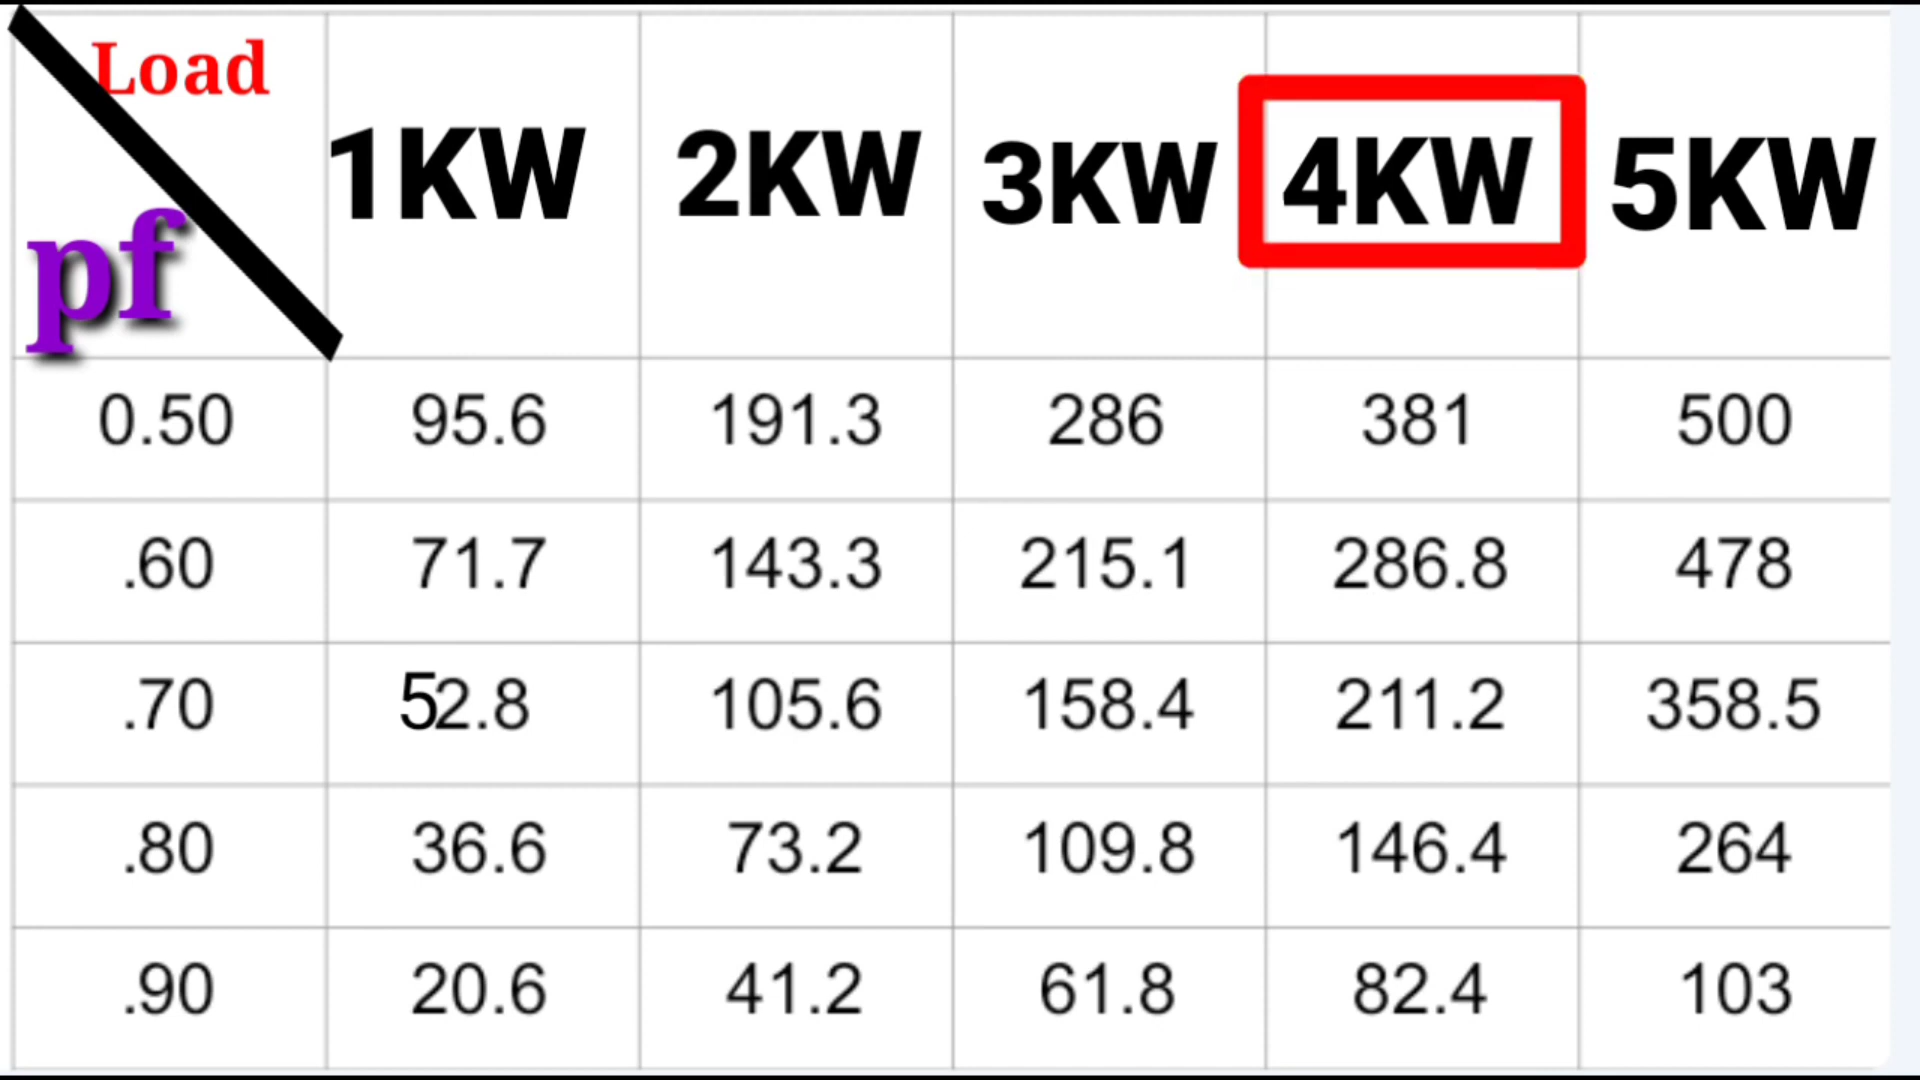 Load
pf
1KW 2KW 3KW 4KW 5KW
0.50 95.6 191.3 286 381 500
.60 71.7 143.3 215.1 286.8 478
.70 52.8 105.6 158.4 211.2 358.5
.80 36.6 73.2 109.8 146.4 264
.90 20.6 41.2 61.8 82.4 103